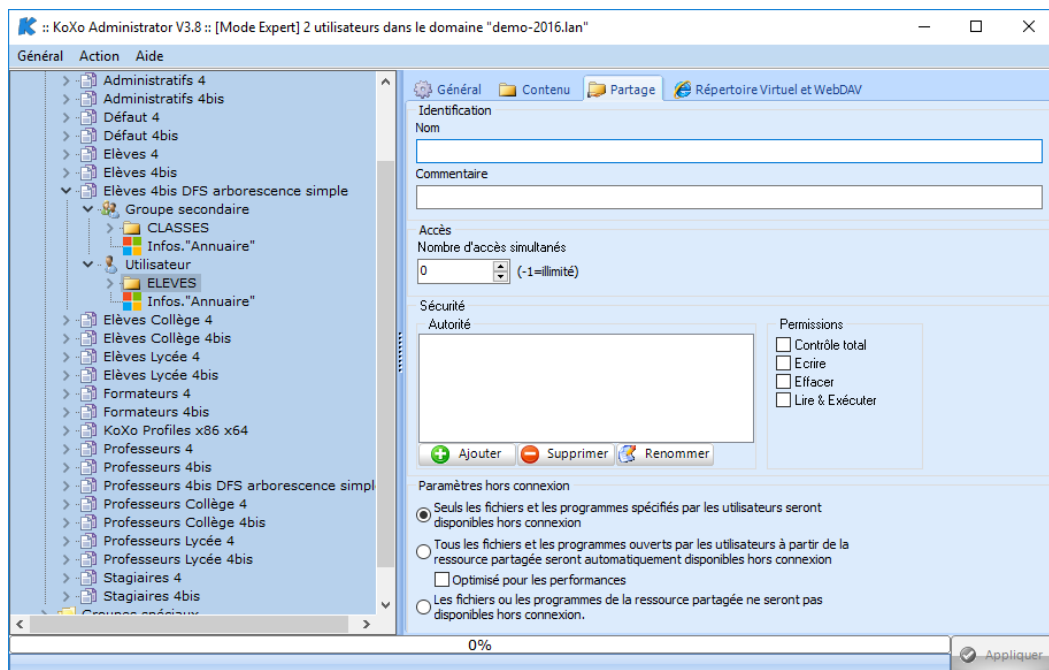 :: KoXo Administrator V3.8 :: [Mode Expert] 2 utilisateurs dans le domaine "demo-2016.lan"
Général Action Aide
Administratifs 4
Administratifs 4bis
Défaut 4
Défaut 4bis
Elèves 4
Elèves 4bis
Elèves 4bis DFS arborescence simple
Groupe secondaire
CLASSES
Infos."Annuaire"
Utilisateur
ELEVES
Infos."Annuaire"
Elèves Collège 4
Elèves Collège 4bis
Elèves Lycée 4
Elèves Lycée 4bis
Formateurs 4
Formateurs 4bis
KoXo Profiles x86 x64
Professeurs 4
Professeurs 4bis
Professeurs 4bis DFS arborescence simpl
Professeurs Collège 4
Professeurs Collège 4bis
Professeurs Lycée 4
Professeurs Lycée 4bis
Stagiaires 4
Stagiaires 4bis
Groupes spéciaux
Général Contenu Partage Répertoire Virtuel et WebDAV
Identification
Nom
Commentaire
Accès
Nombre d'accès simultanés
0 (-1=illimité)
Sécurité
Autorité
Permissions
Contrôle total
Ecrire
Effacer
Lire & Exécuter
Ajouter Supprimer Renommer
Paramètres hors connexion
Seuls les fichiers et les programmes spécifiés par les utilisateurs seront
disponibles hors connexion
Tous les fichiers et les programmes ouverts par les utilisateurs à partir de la
ressource partagée seront automatiquement disponibles hors connexion
Optimisé pour les performances
Les fichiers ou les programmes de la ressource partagée ne seront pas
disponibles hors connexion.
0%
Appliquer